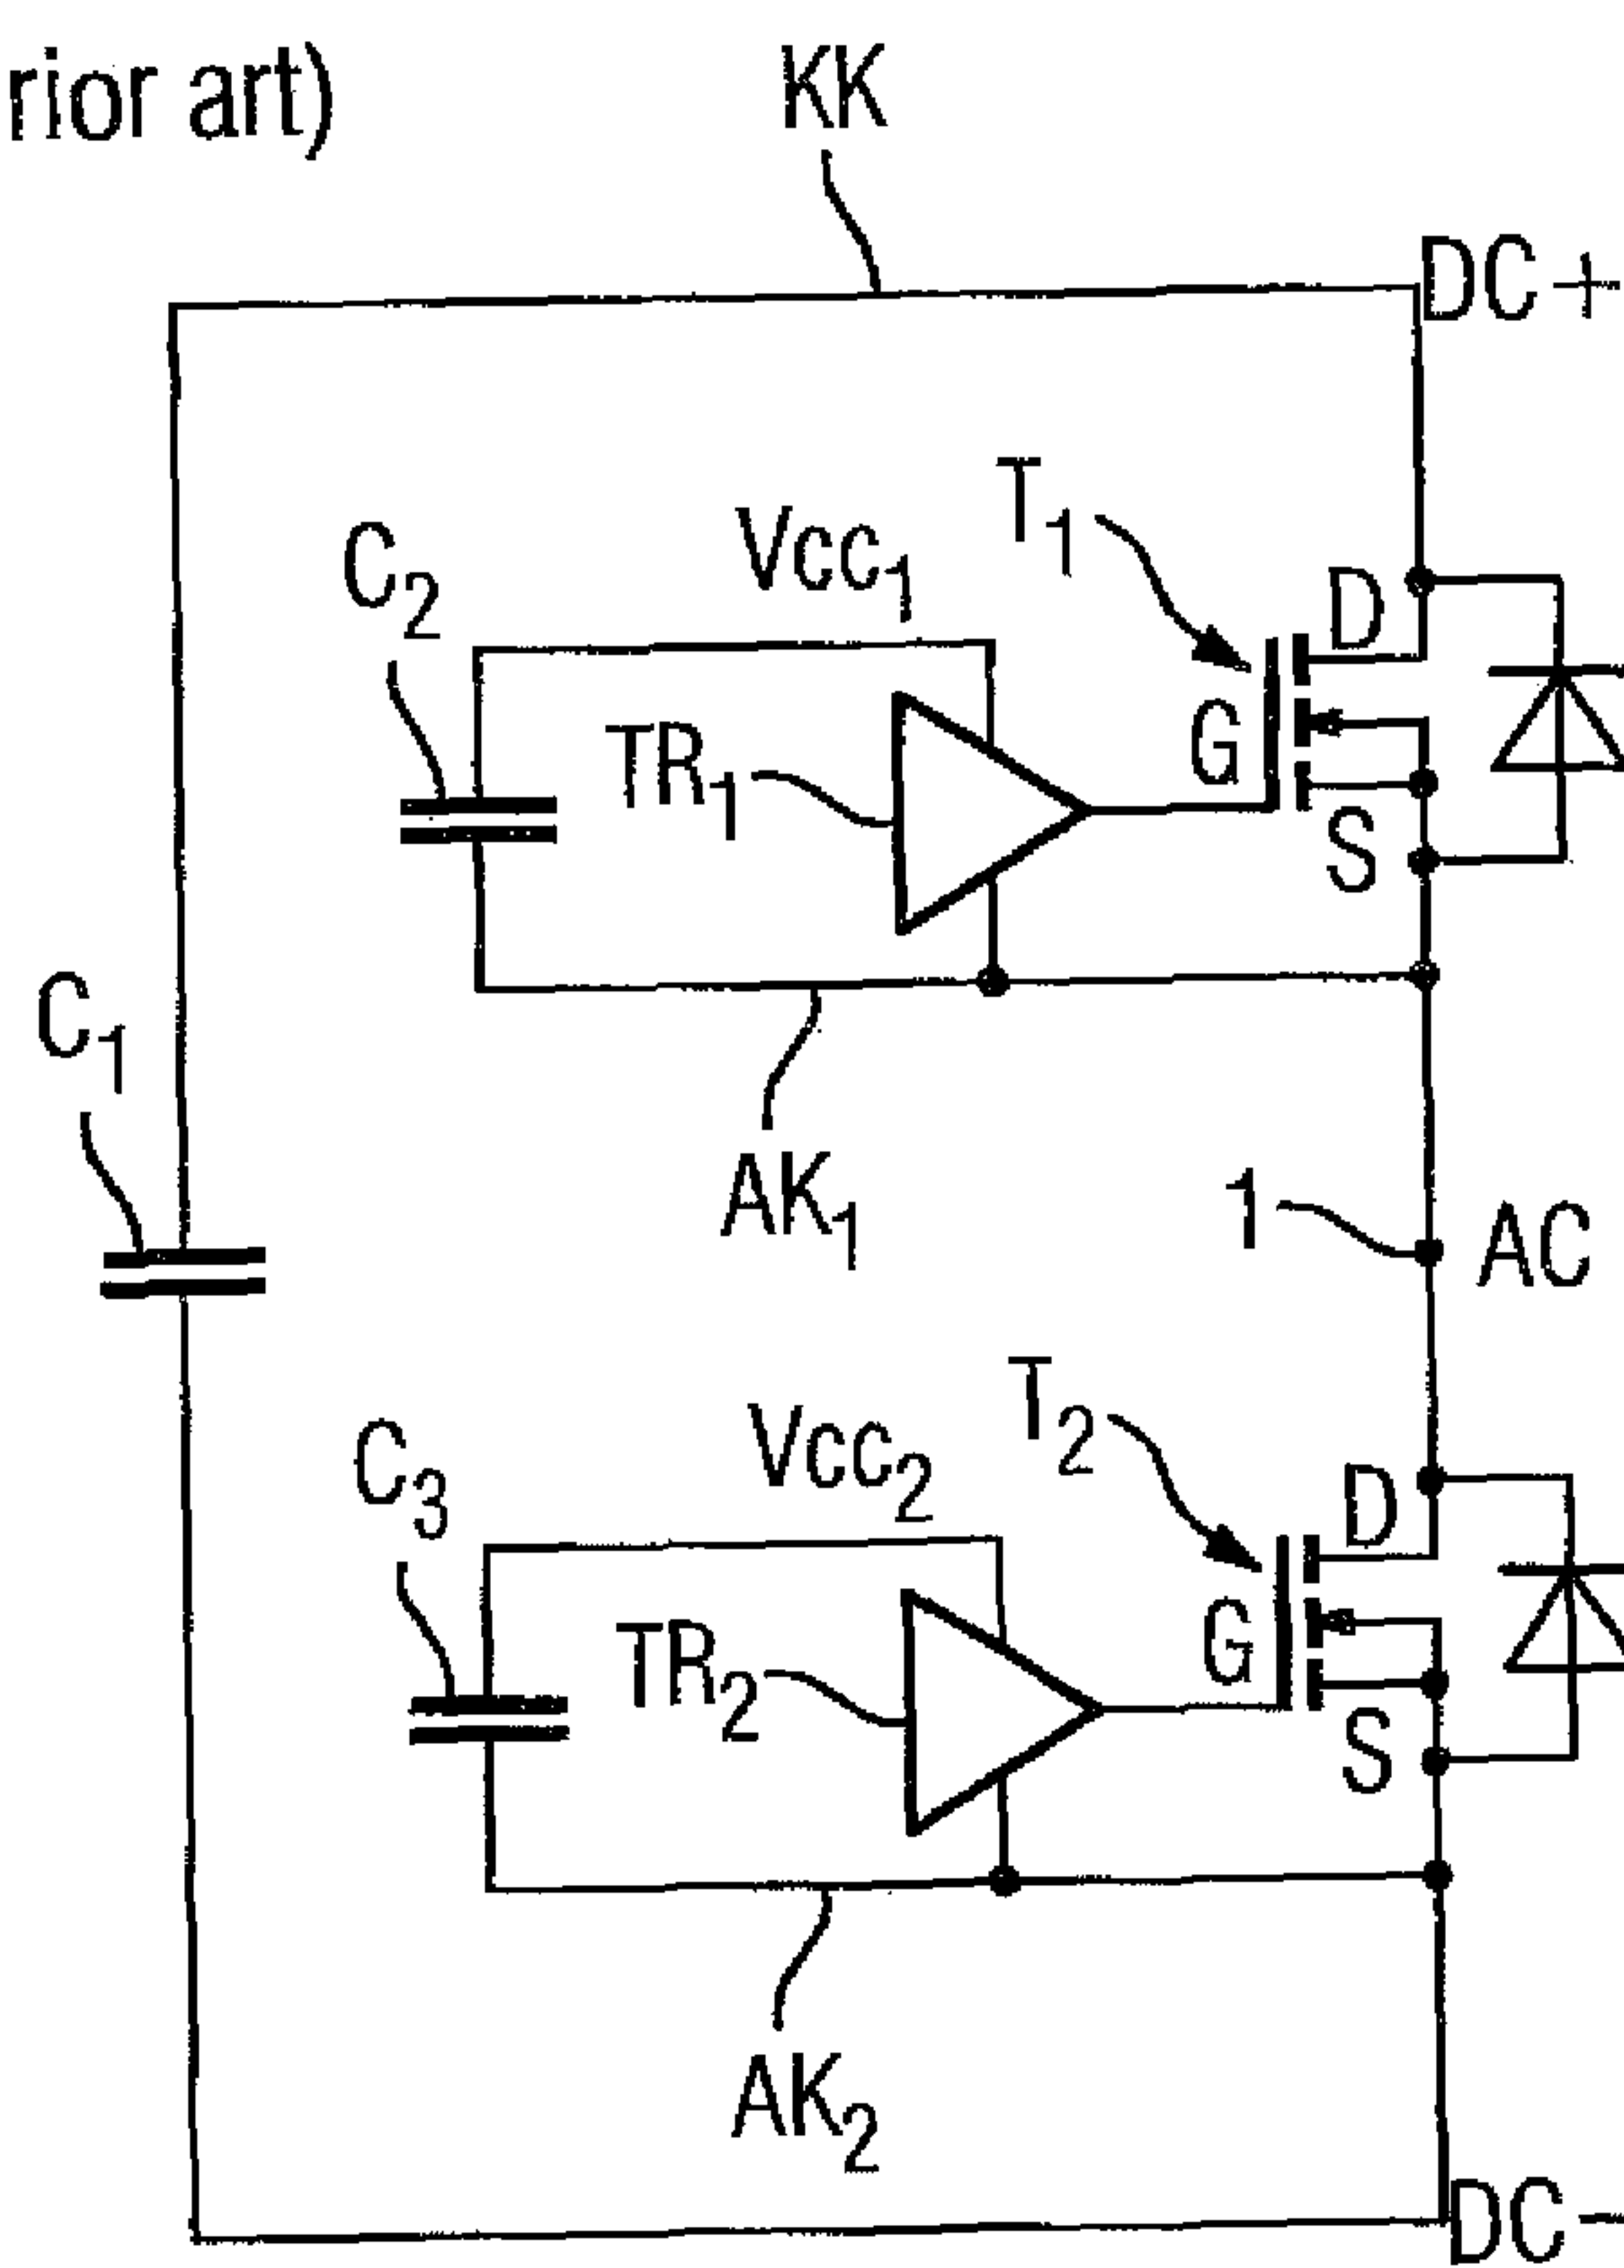 rior art)
KK
DC +
T1
Vcc1
C2
D
TR1
G
S
C1
AK1
1
AC
T2
Vcc2
C3
D
TR2
G
S
AK2
DC -